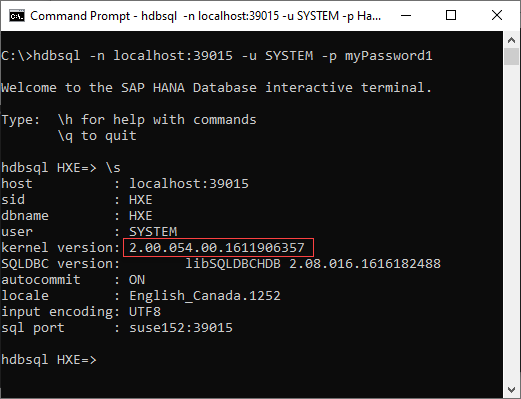 Command Prompt - hdbsql -n localhost:39015 -u SYSTEM -p Ha...
C:\>hdbsql -n localhost:39015 -u SYSTEM -p myPassword1
Welcome to the SAP HANA Database interactive terminal.
Type:  \h for help with commands
       \q to quit
hdbsql HXE=> \s
host          : localhost:39015
sid           : HXE
dbname        : HXE
user          : SYSTEM
kernel version: 2.00.054.00.1611906357
SQLDBC version:        libSQLDBCHDB 2.08.016.1616182488
autocommit    : ON
locale        : English_Canada.1252
input encoding: UTF8
sql port      : suse152:39015
hdbsql HXE=>